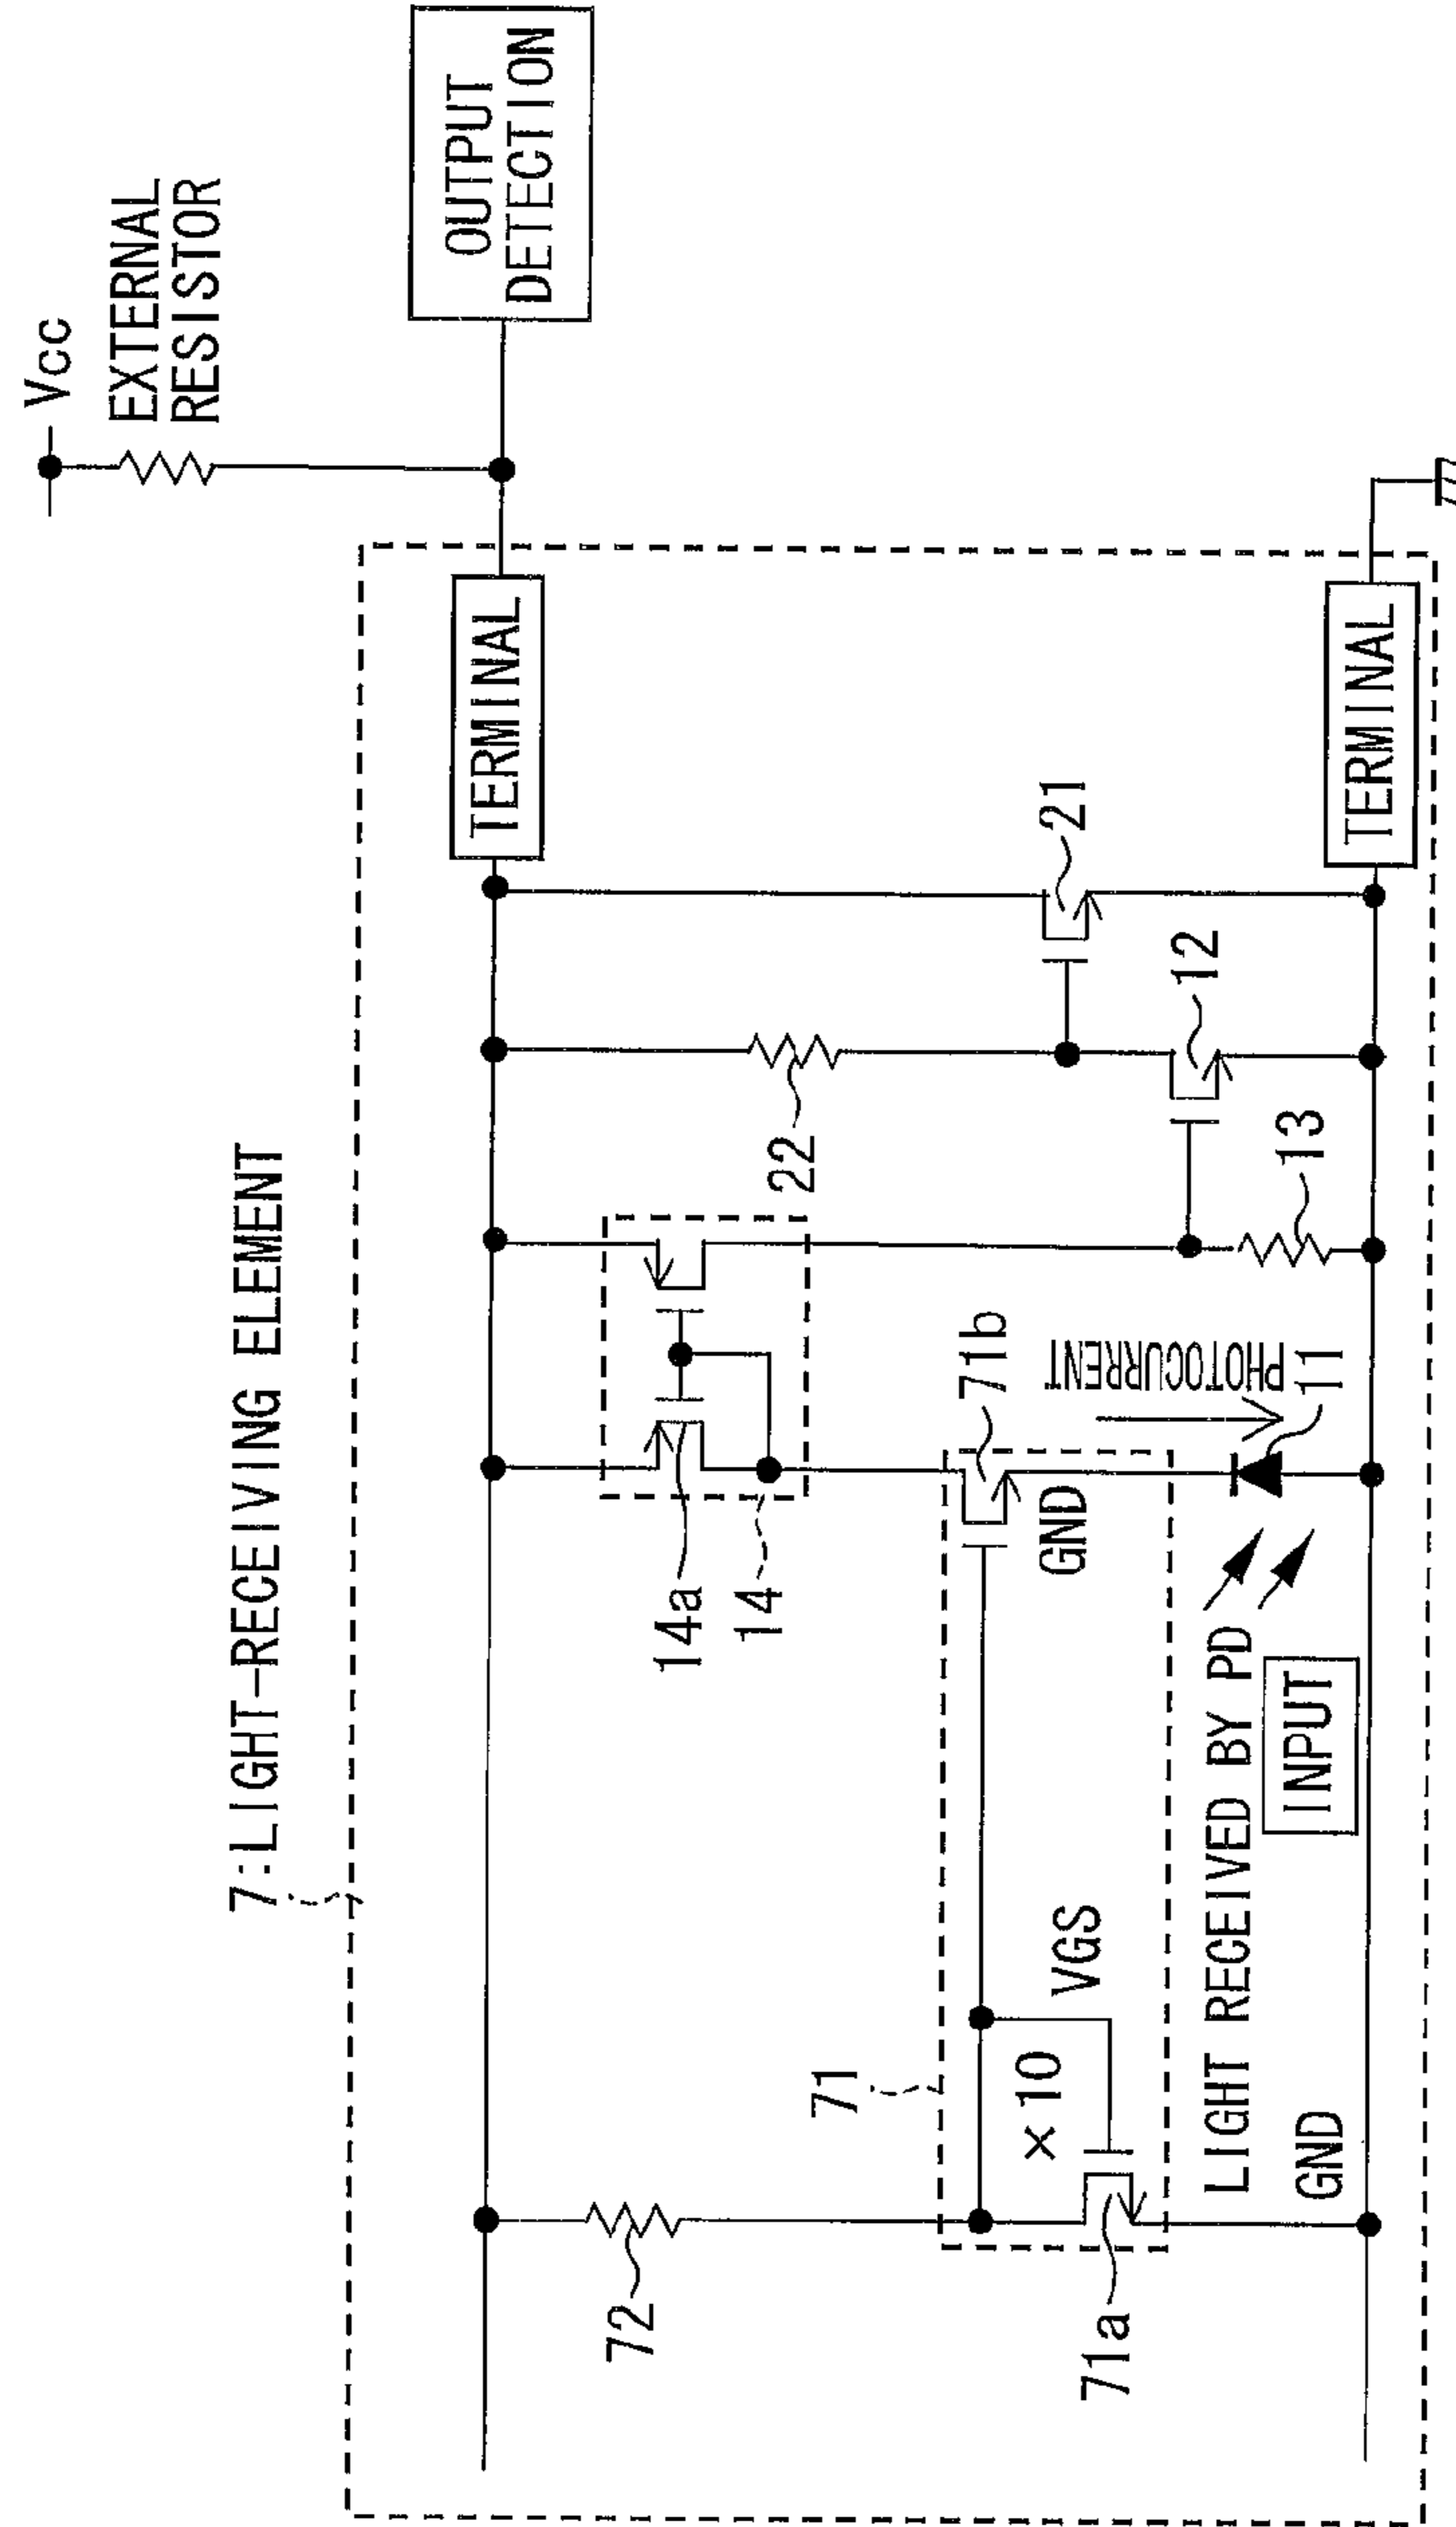 7:LIGHT-RECEIVING ELEMENT
Vcc
EXTERNAL
RESISTOR
OUTPUT
DETECTION
TERMINAL
72
14a
14
22
71
71b
21
VGS
×10
GND
71a
PHOTOCURRENT
12
13
11
LIGHT RECEIVED BY PD
INPUT
GND
TERMINAL